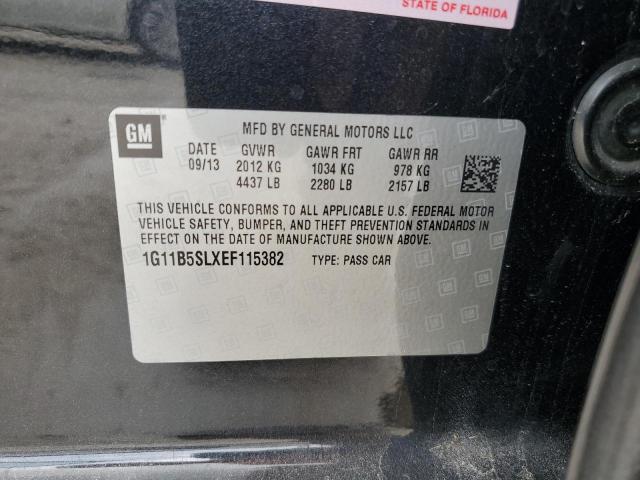 STATE OF FLORIDA
GM
MFD BY GENERAL MOTORS LLC
DATE GVWR GAWR FRT GAWR RR
09/13 2012 KG 1034 KG 978 KG
4437 LB 2280 LB 2157 LB
THIS VEHICLE CONFORMS TO ALL APPLICABLE U.S. FEDERAL MOTOR
VEHICLE SAFETY, BUMPER, AND THEFT PREVENTION STANDARDS IN
EFFECT ON THE DATE OF MANUFACTURE SHOWN ABOVE.
1G11B5SLXEF115382 TYPE: PASS CAR